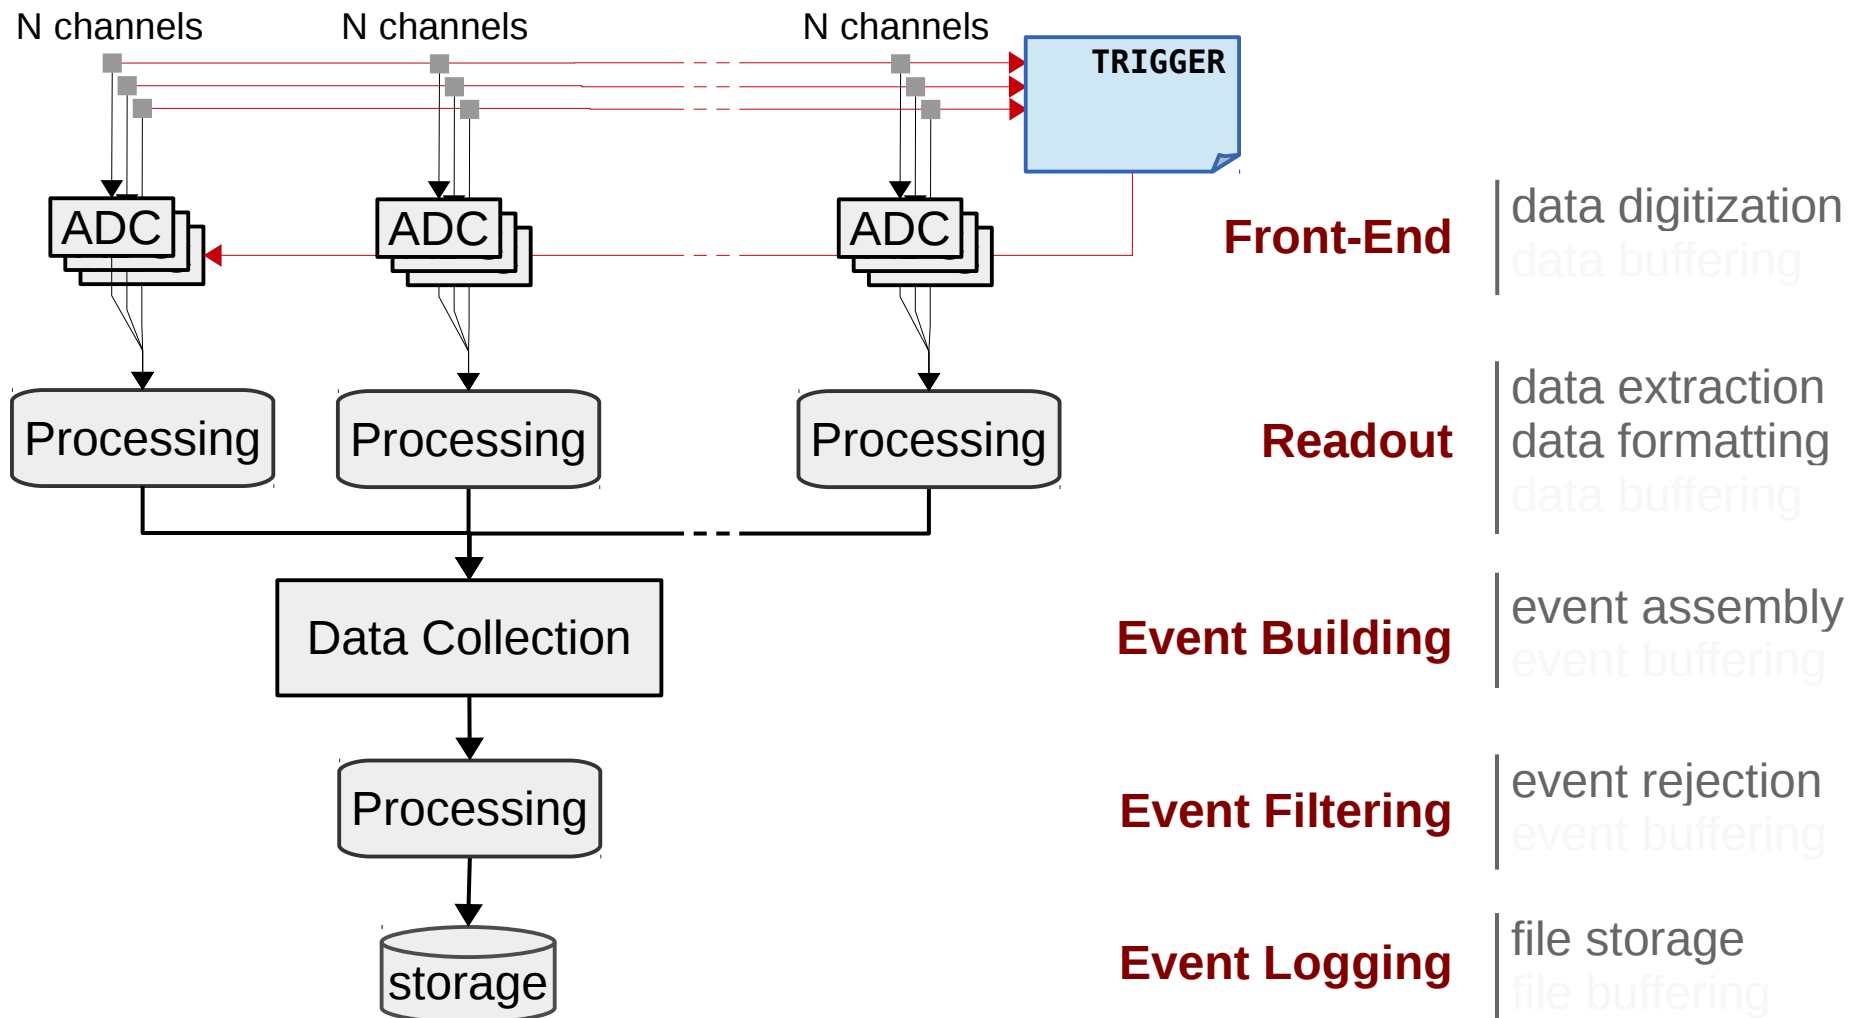 N channels
N channels
N channels
TRIGGER
ADC
ADC
ADC
Front-End
data digitization
data buffering
Processing
Processing
Processing
Readout
data extraction
data formatting
data buffering
Data Collection
Event Building
event assembly
event buffering
Processing
Event Filtering
event rejection
event buffering
storage
Event Logging
file storage
file buffering